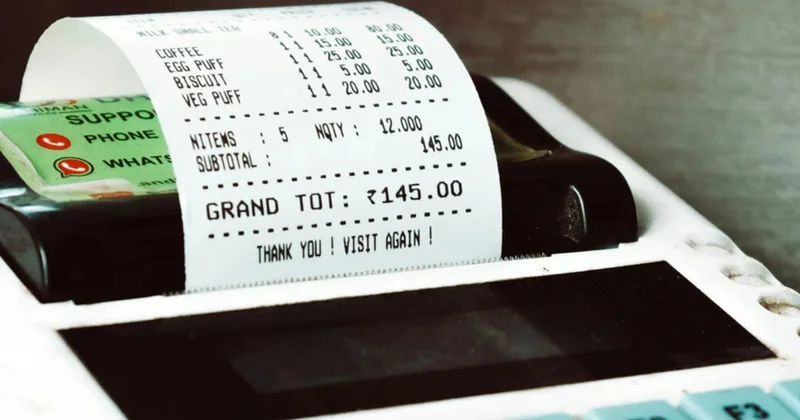 MILK SMALL TEA 8 1 10.00 80.00
COFFEE 1 1 15.00 15.00
EGG PUFF 1 1 25.00 25.00
BISCUIT 1 1 5.00 5.00
VEG PUFF 1 1 20.00 20.00
NITEMS : 5 NQTY : 12.000
SUBTOTAL : 145.00
GRAND TOT: ₹145.00
THANK YOU ! VISIT AGAIN !
SUPPO
PHONE
WHATS
F3